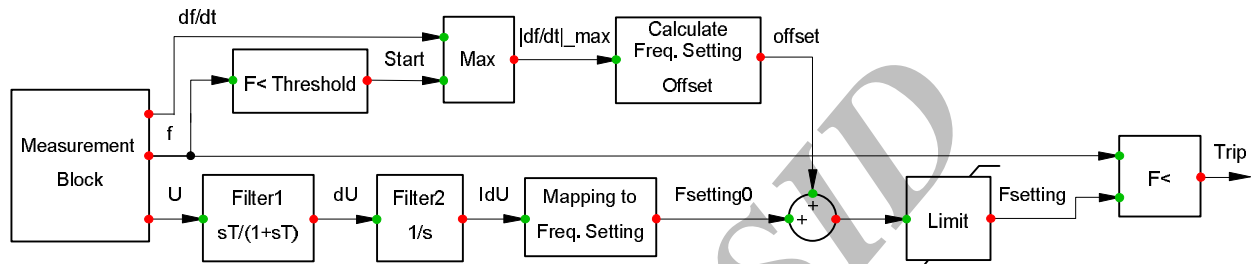 df/dt
Start
|df/dt|_max
Calculate
Freq. Setting
Offset
offset
F< Threshold
Max
Measurement
Block
f
U
Filter1
sT/(1+sT)
dU
Filter2
1/s
IdU
Mapping to
Freq. Setting
Fsetting0
+
+
Limit
Fsetting
F<
Trip
SID